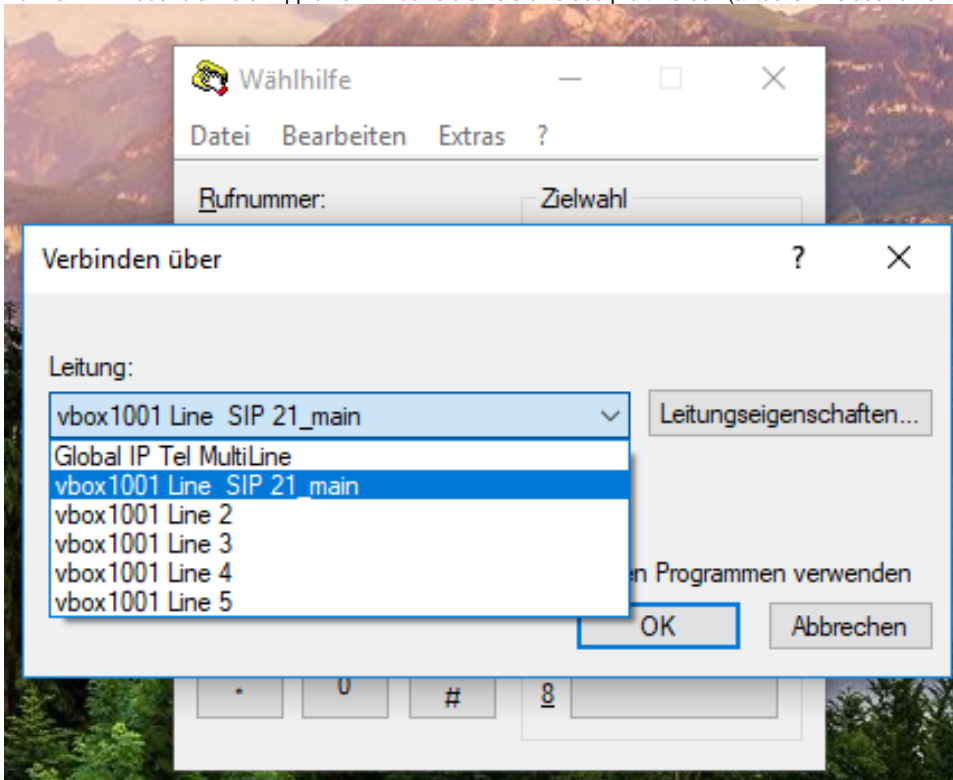 Wählhilfe
Datei Bearbeiten Extras ?
Rufnummer:
Zielwahl
Verbinden über
?
Leitung:
vbox1001 Line SIP 21_main
Leitungseigenschaften...
Global IP Tel MultiLine
vbox1001 Line SIP 21_main
vbox1001 Line 2
vbox1001 Line 3
vbox1001 Line 4
vbox1001 Line 5
Programmen verwenden
OK
Abbrechen
* 0 # 8